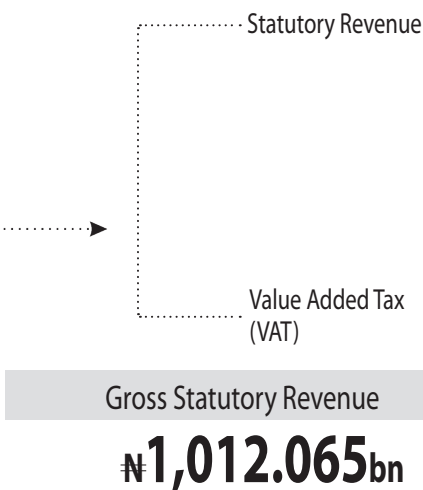 Statutory Revenue
Value Added Tax
(VAT)
Gross Statutory Revenue
₦1,012.065bn